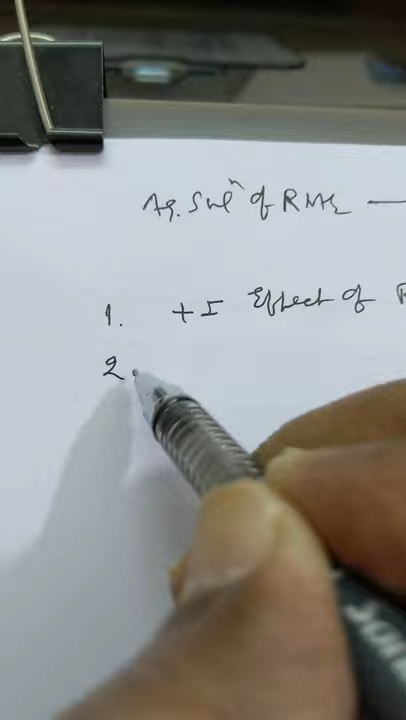 Aq. Solⁿ of RNH₂ —
1. +I Effect of R
2.